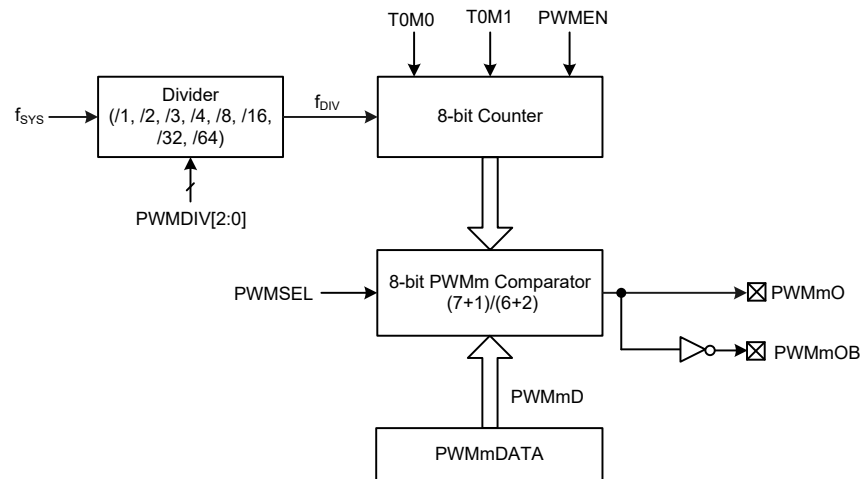 T0M0
T0M1
PWMEN
Divider
(/1, /2, /3, /4, /8, /16,
/32, /64)
fSYS
fDIV
8-bit Counter
PWMDIV[2:0]
PWMSEL
8-bit PWMm Comparator
(7+1)/(6+2)
PWMmO
PWMmOB
PWMmD
PWMmDATA